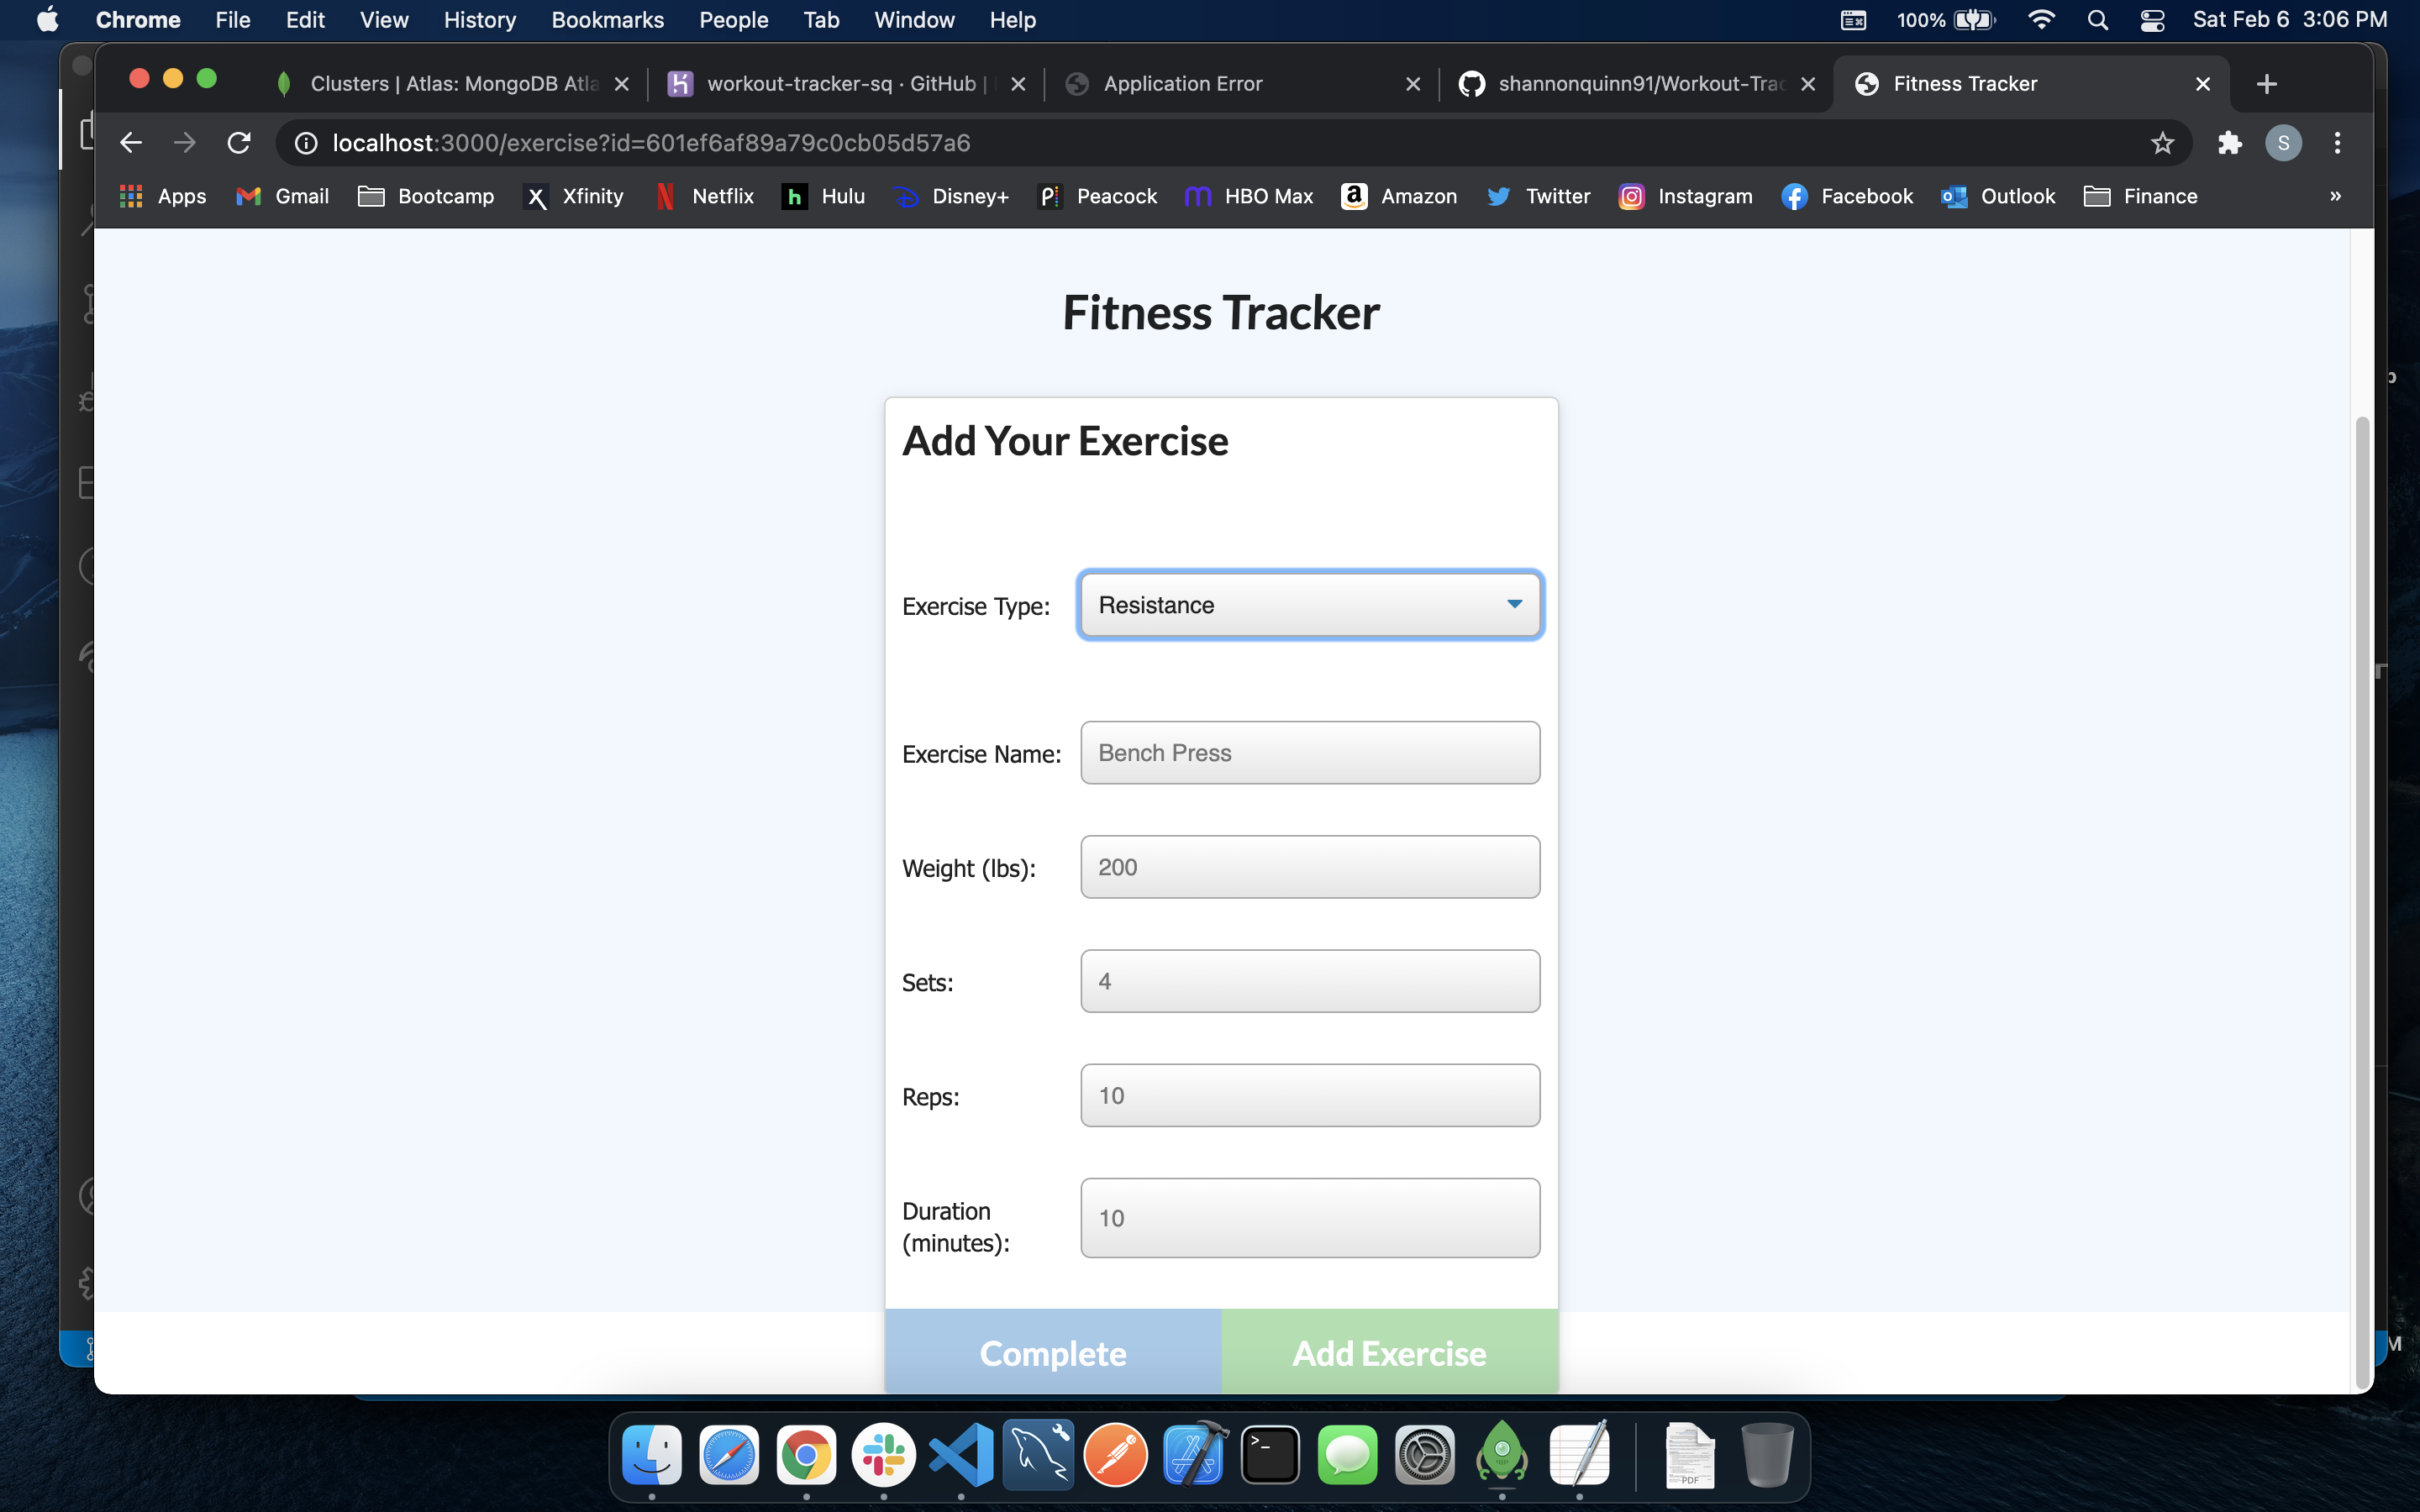 Chrome File Edit View History Bookmarks People Tab Window Help 100% Sat Feb 6 3:06 PM
Clusters | Atlas: MongoDB Atla workout-tracker-sq · GitHub | Application Error shannonquinn91/Workout-Trac Fitness Tracker
localhost:3000/exercise?id=601ef6af89a79c0cb05d57a6 S
Apps Gmail Bootcamp Xfinity Netflix Hulu Disney+ Peacock HBO Max Amazon Twitter Instagram Facebook Outlook Finance »
Fitness Tracker
Add Your Exercise
Exercise Type: Resistance
Exercise Name: Bench Press
Weight (lbs): 200
Sets: 4
Reps: 10
Duration (minutes): 10
Complete Add Exercise
PDF